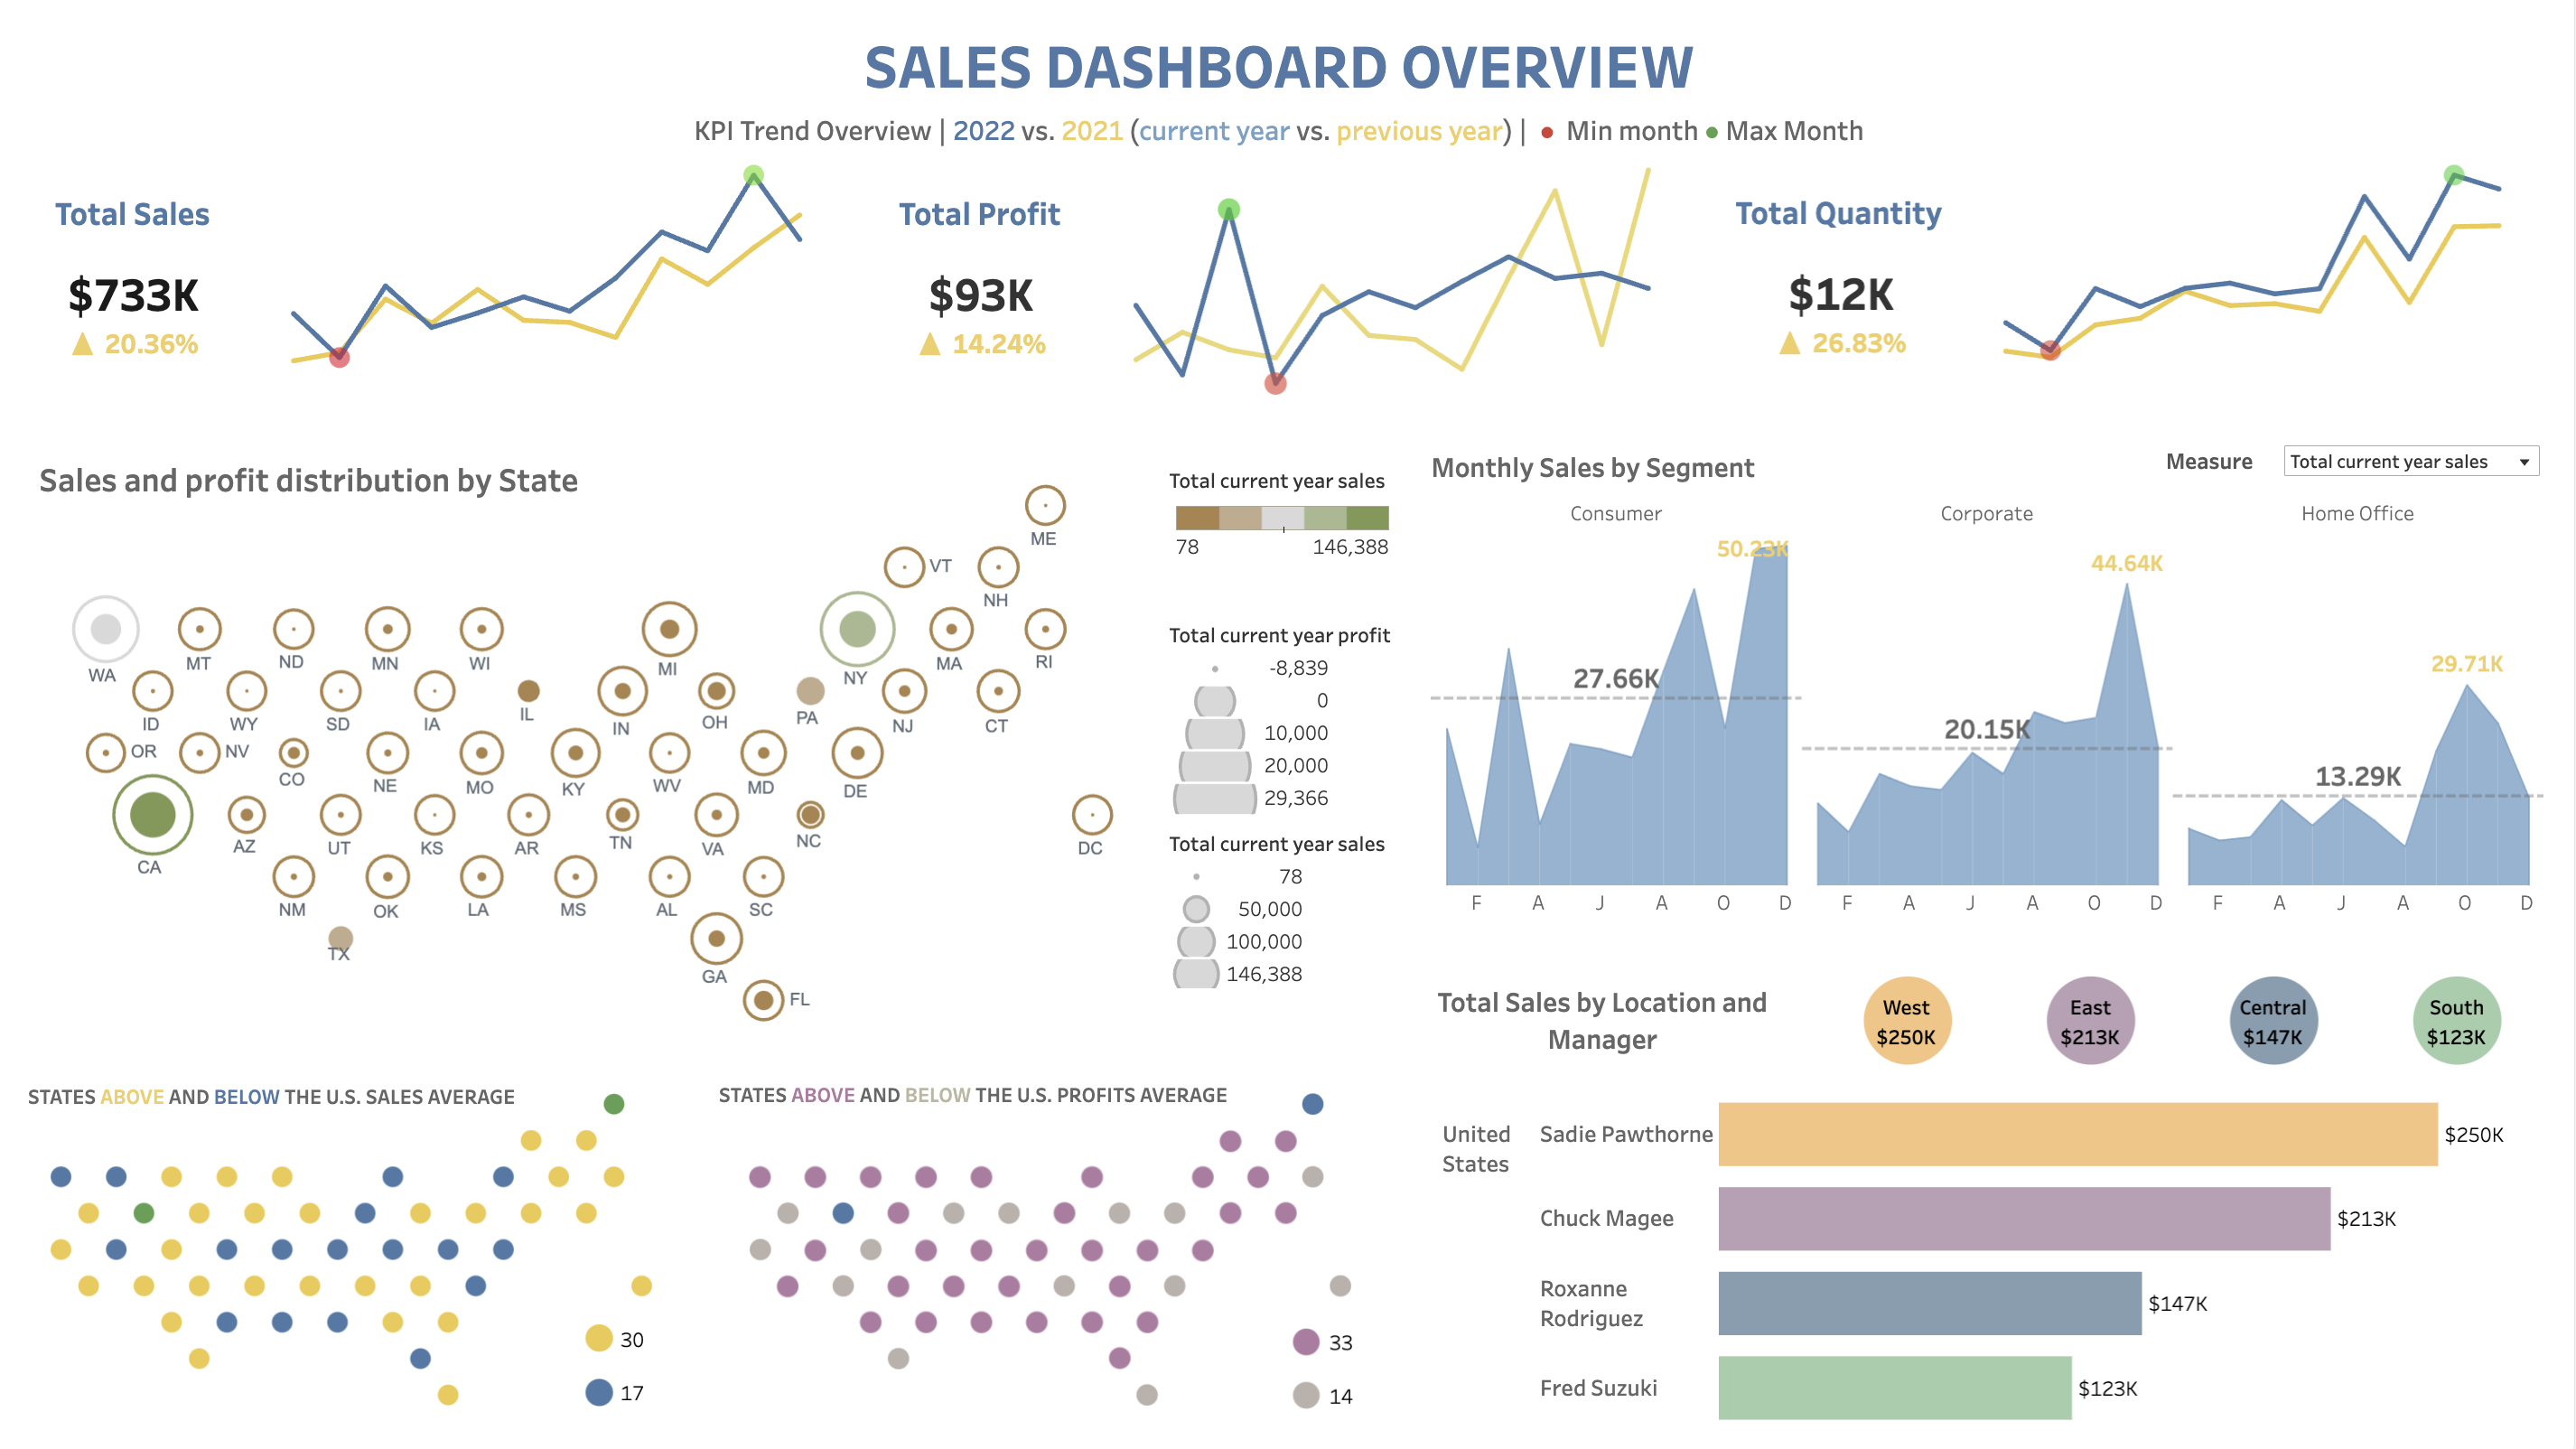 SALES DASHBOARD OVERVIEW
KPI Trend Overview | 2022 vs. 2021 (current year vs. previous year) | ● Min month ● Max Month
Total Sales
$733K
▲ 20.36%
Total Profit
$93K
▲ 14.24%
Total Quantity
$12K
▲ 26.83%
Sales and profit distribution by State
ME
VT
NH
WA
MT
ND
MN
WI
MI
NY
MA
RI
ID
WY
SD
IA
IL
IN
OH
PA
NJ
CT
OR
NV
CO
NE
MO
KY
WV
MD
DE
CA
AZ
UT
KS
AR
TN
VA
NC
DC
NM
OK
LA
MS
AL
SC
TX
GA
FL
Total current year sales
78 146,388
Total current year profit
-8,839
0
10,000
20,000
29,366
Total current year sales
78
50,000
100,000
146,388
Monthly Sales by Segment
Measure
Total current year sales
Consumer
Corporate
Home Office
50.23K
27.66K
44.64K
20.15K
29.71K
13.29K
F A J A O D
F A J A O D
F A J A O D
Total Sales by Location and
Manager
West
$250K
East
$213K
Central
$147K
South
$123K
United
States
Sadie Pawthorne
$250K
Chuck Magee
$213K
Roxanne
Rodriguez
$147K
Fred Suzuki
$123K
STATES ABOVE AND BELOW THE U.S. SALES AVERAGE
30
17
STATES ABOVE AND BELOW THE U.S. PROFITS AVERAGE
33
14